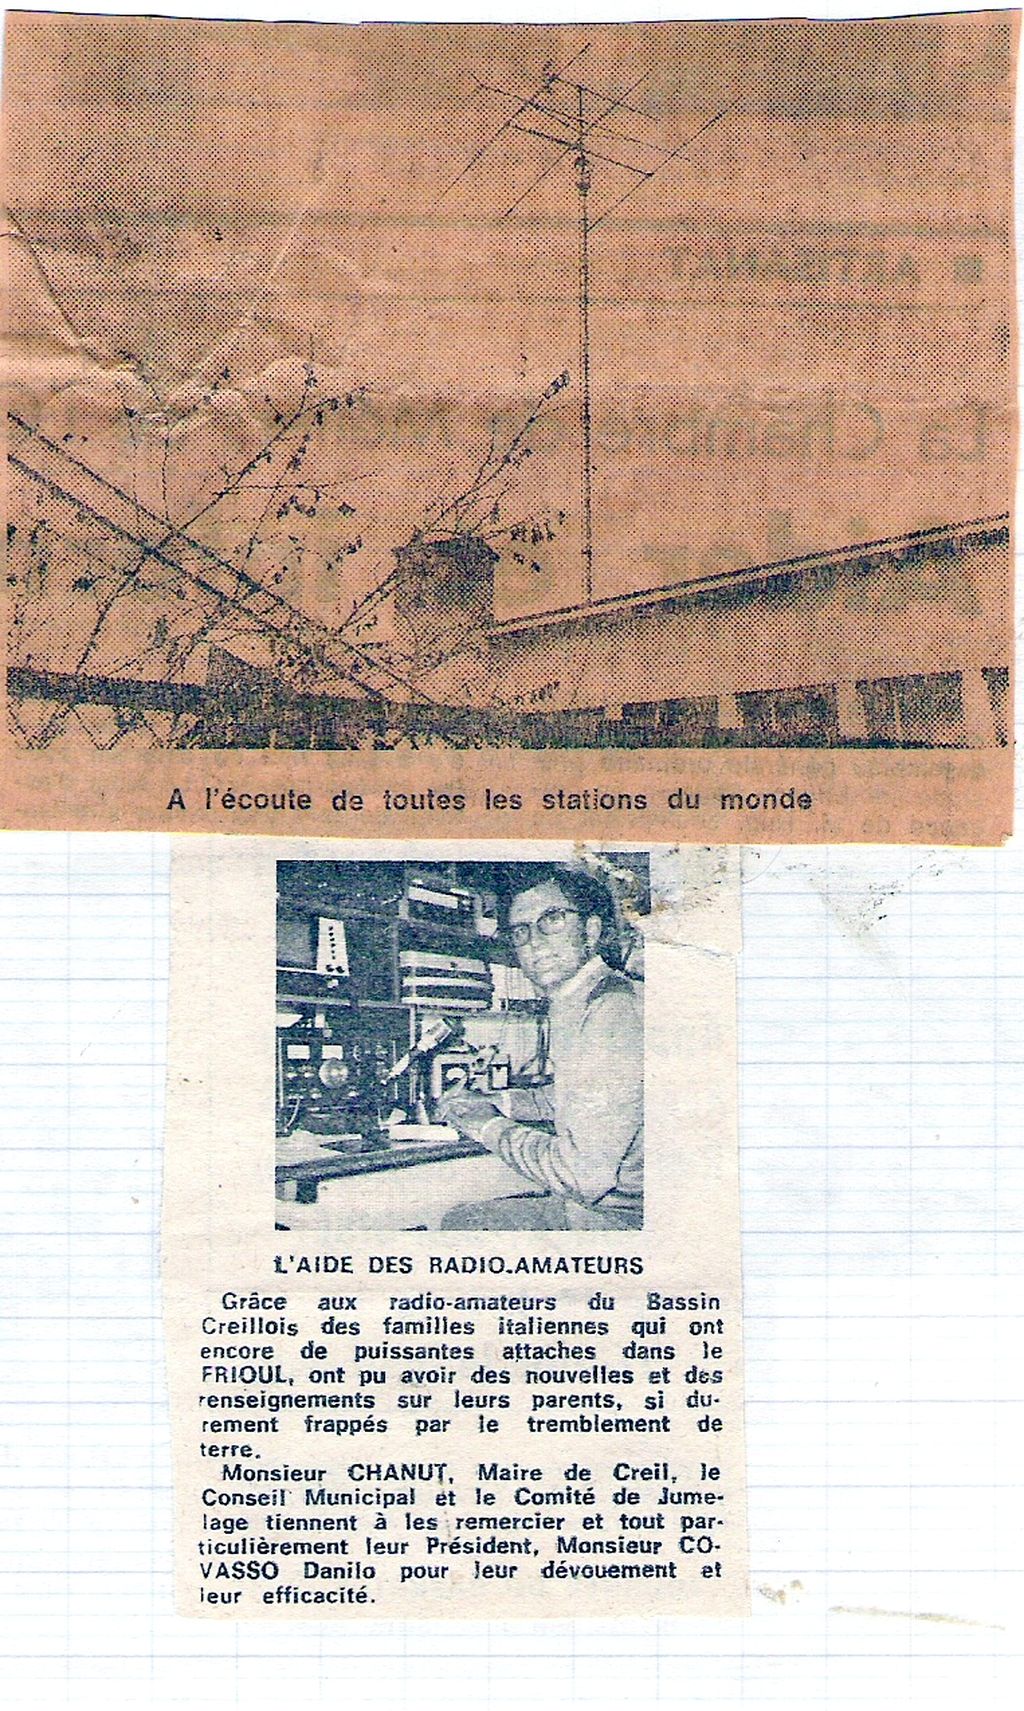 A l'écoute de toutes les stations du monde
L'AIDE DES RADIO-AMATEURS
Grâce aux radio-amateurs du Bassin
Creillois des familles italiennes qui ont
encore de puissantes attaches dans le
FRIOUL, ont pu avoir des nouvelles et des
renseignements sur leurs parents, si du-
rement frappés par le tremblement de
terre.
Monsieur CHANUT, Maire de Creil, le
Conseil Municipal et le Comité de Jume-
lage tiennent à les remercier et tout par-
ticulièrement leur Président, Monsieur CO-
VASSO Danilo pour leur dévouement et
leur efficacité.